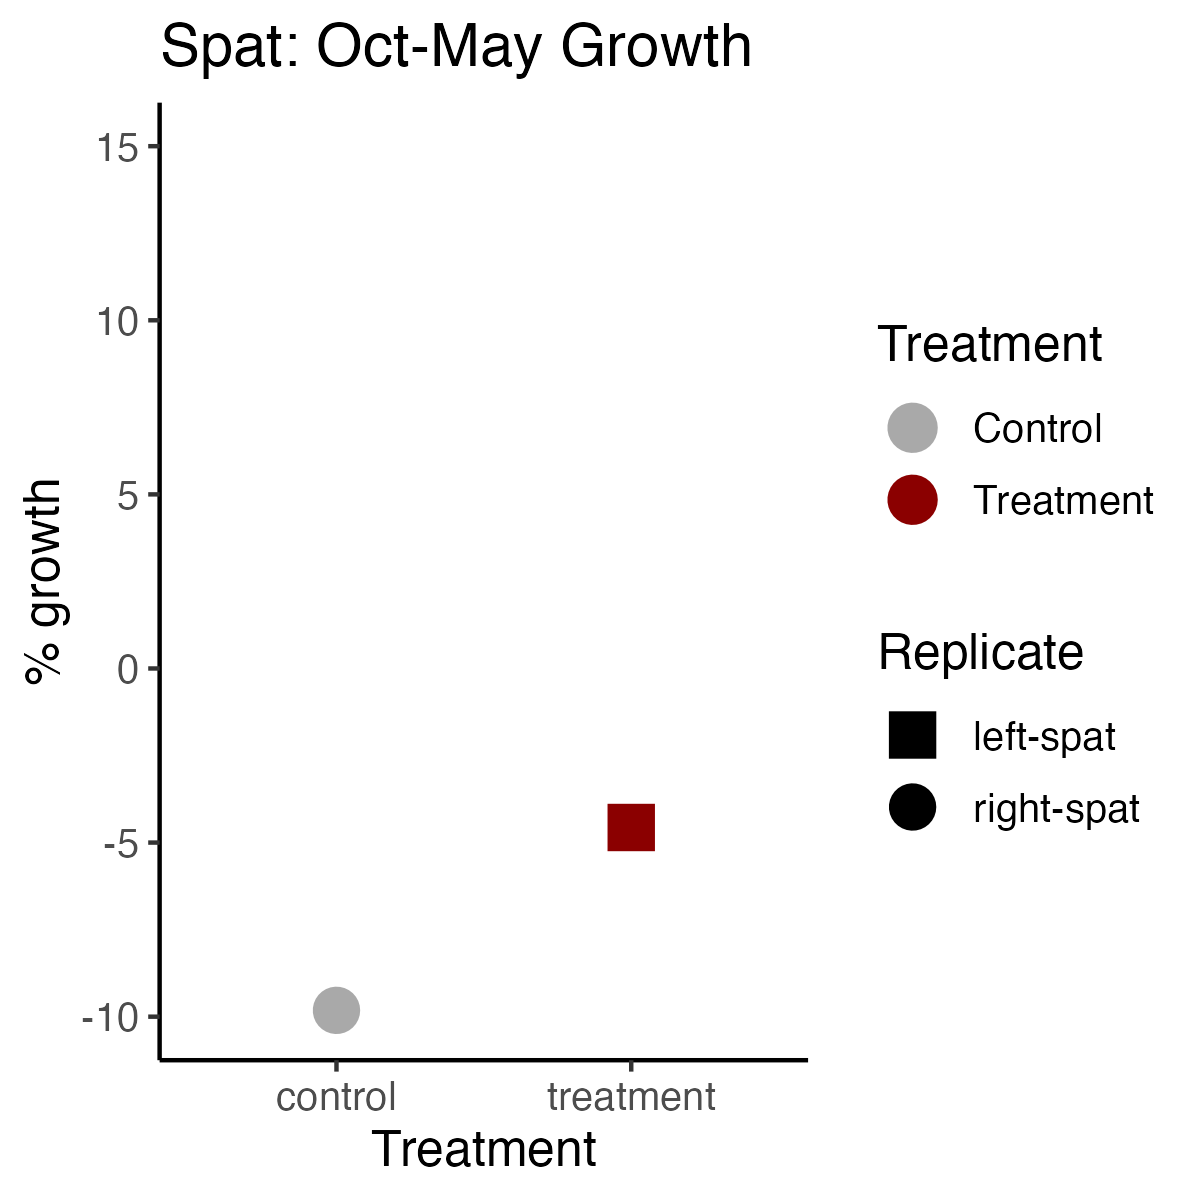 Spat: Oct-May Growth
% growth
15
10
5
0
-5
-10
control
treatment
Treatment
Treatment
Control
Treatment
Replicate
left-spat
right-spat